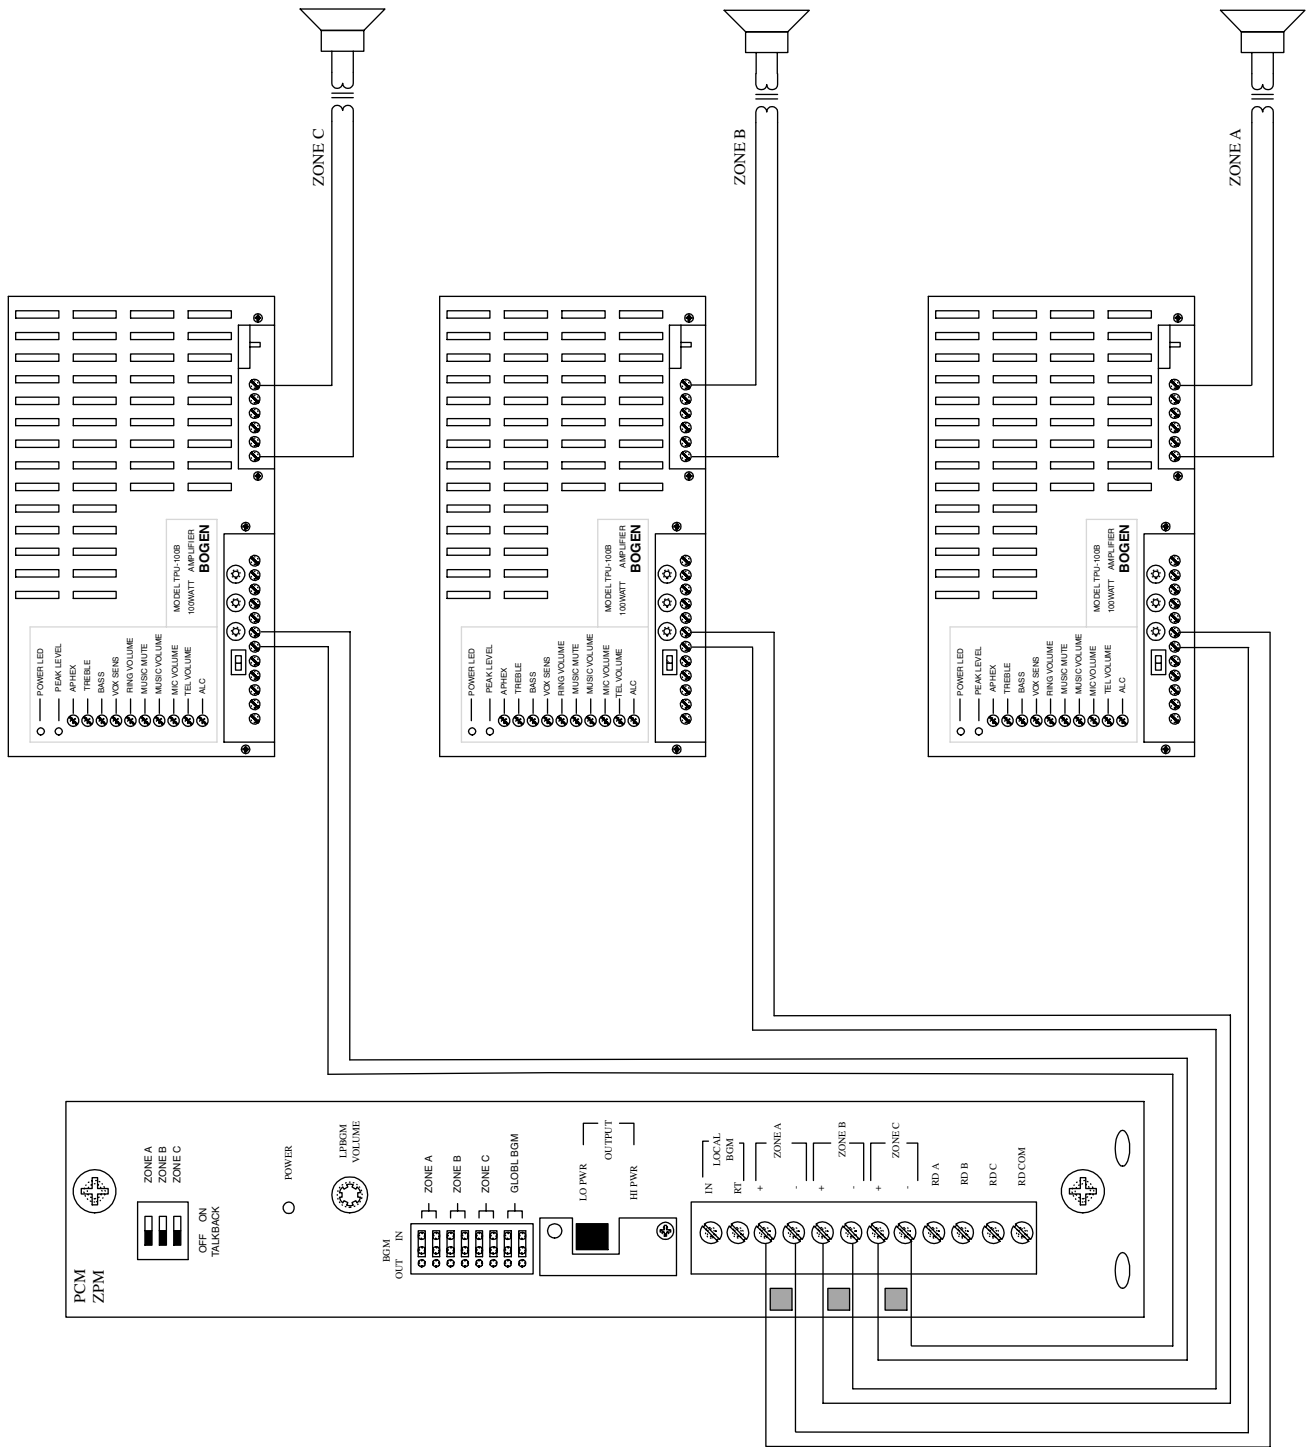 ZONE C
ZONE B
ZONE A
MODEL TPU-100B
100WATT AMPLIFIER
BOGEN
POWER LED
PEAK LEVEL
APHEX
TREBLE
BASS
VOX SENS
RING VOLUME
MUSIC MUTE
MUSIC VOLUME
MIC VOLUME
TEL VOLUME
ALC
MODEL TPU-100B
100WATT AMPLIFIER
BOGEN
POWER LED
PEAK LEVEL
APHEX
TREBLE
BASS
VOX SENS
RING VOLUME
MUSIC MUTE
MUSIC VOLUME
MIC VOLUME
TEL VOLUME
ALC
MODEL TPU-100B
100WATT AMPLIFIER
BOGEN
POWER LED
PEAK LEVEL
APHEX
TREBLE
BASS
VOX SENS
RING VOLUME
MUSIC MUTE
MUSIC VOLUME
MIC VOLUME
TEL VOLUME
ALC
PCM
ZPM
ZONE A
ZONE B
ZONE C
OFF ON
TALKBACK
POWER
LPBGM
VOLUME
ZONE A
ZONE B
ZONE C
GLOBL BGM
BGM
OUT IN
LO PWR
HI PWR
OUTPUT
IN
RT
LOCAL
BGM
+
-
ZONE A
+
-
ZONE B
+
-
ZONE C
RD A
RD B
RD C
RD COM